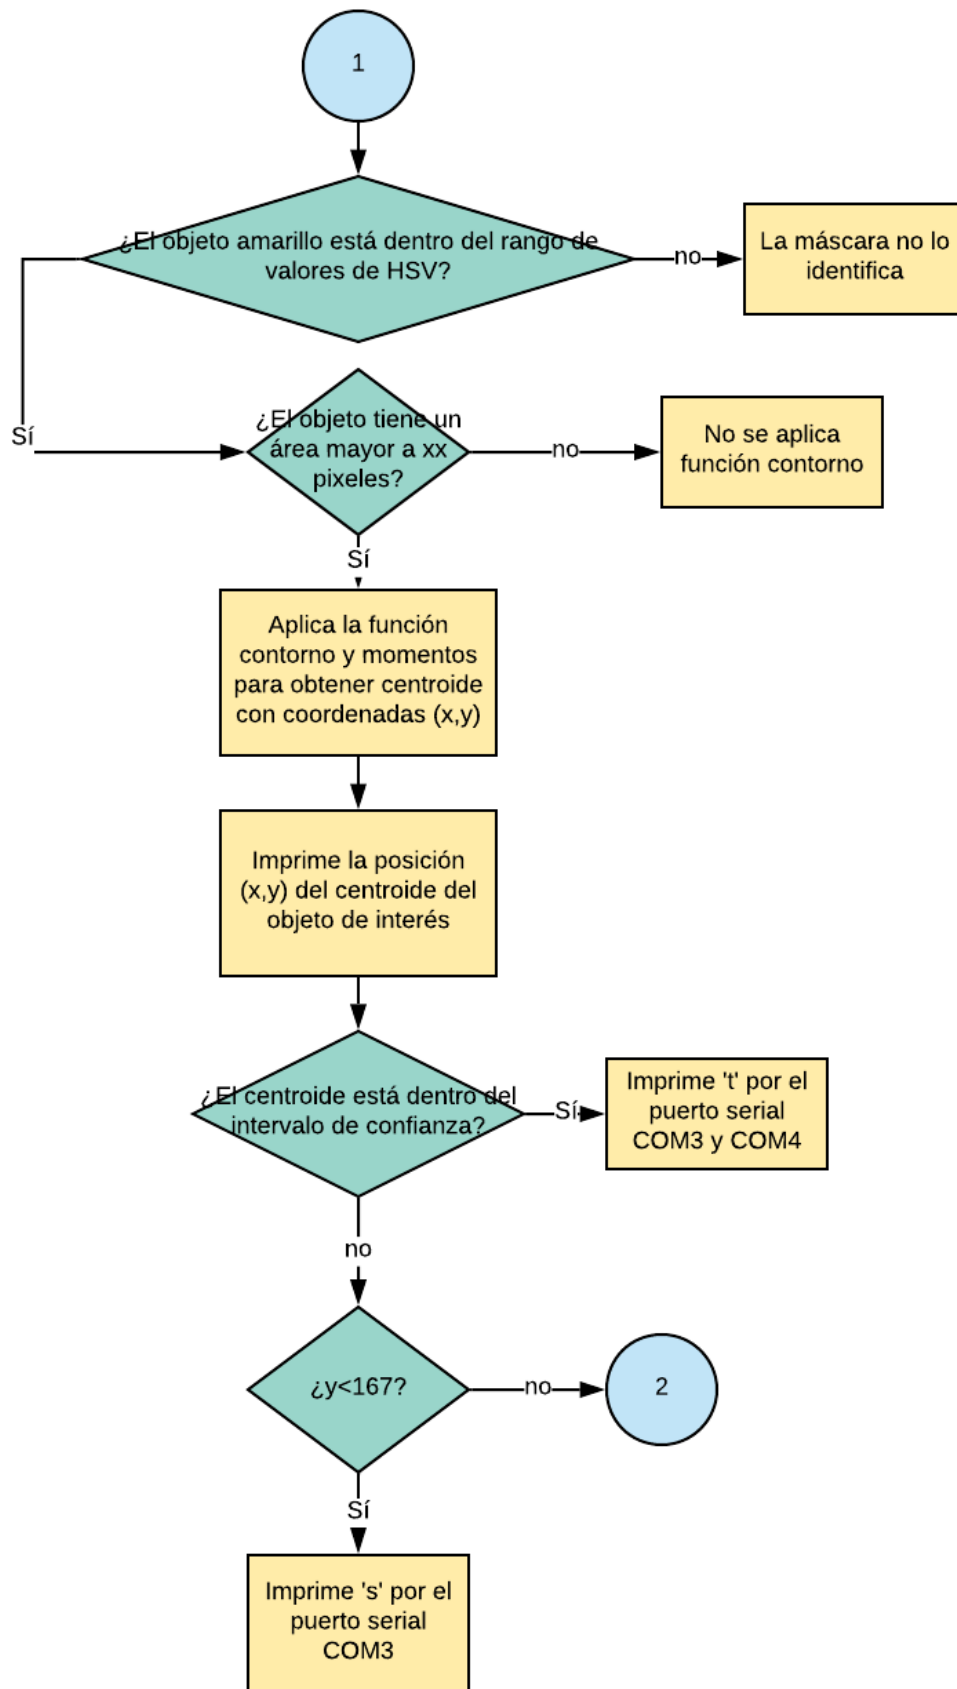 1
¿El objeto amarillo está dentro del rango de
valores de HSV?
no
La máscara no lo
identifica
Sí
¿El objeto tiene un
área mayor a xx
pixeles?
no
No se aplica
función contorno
Sí
Aplica la función
contorno y momentos
para obtener centroide
con coordenadas (x,y)
Imprime la posición
(x,y) del centroide del
objeto de interés
¿El centroide está dentro del
intervalo de confianza?
Sí
Imprime 't' por el
puerto serial
COM3 y COM4
no
¿y<167?
no
2
Sí
Imprime 's' por el
puerto serial
COM3